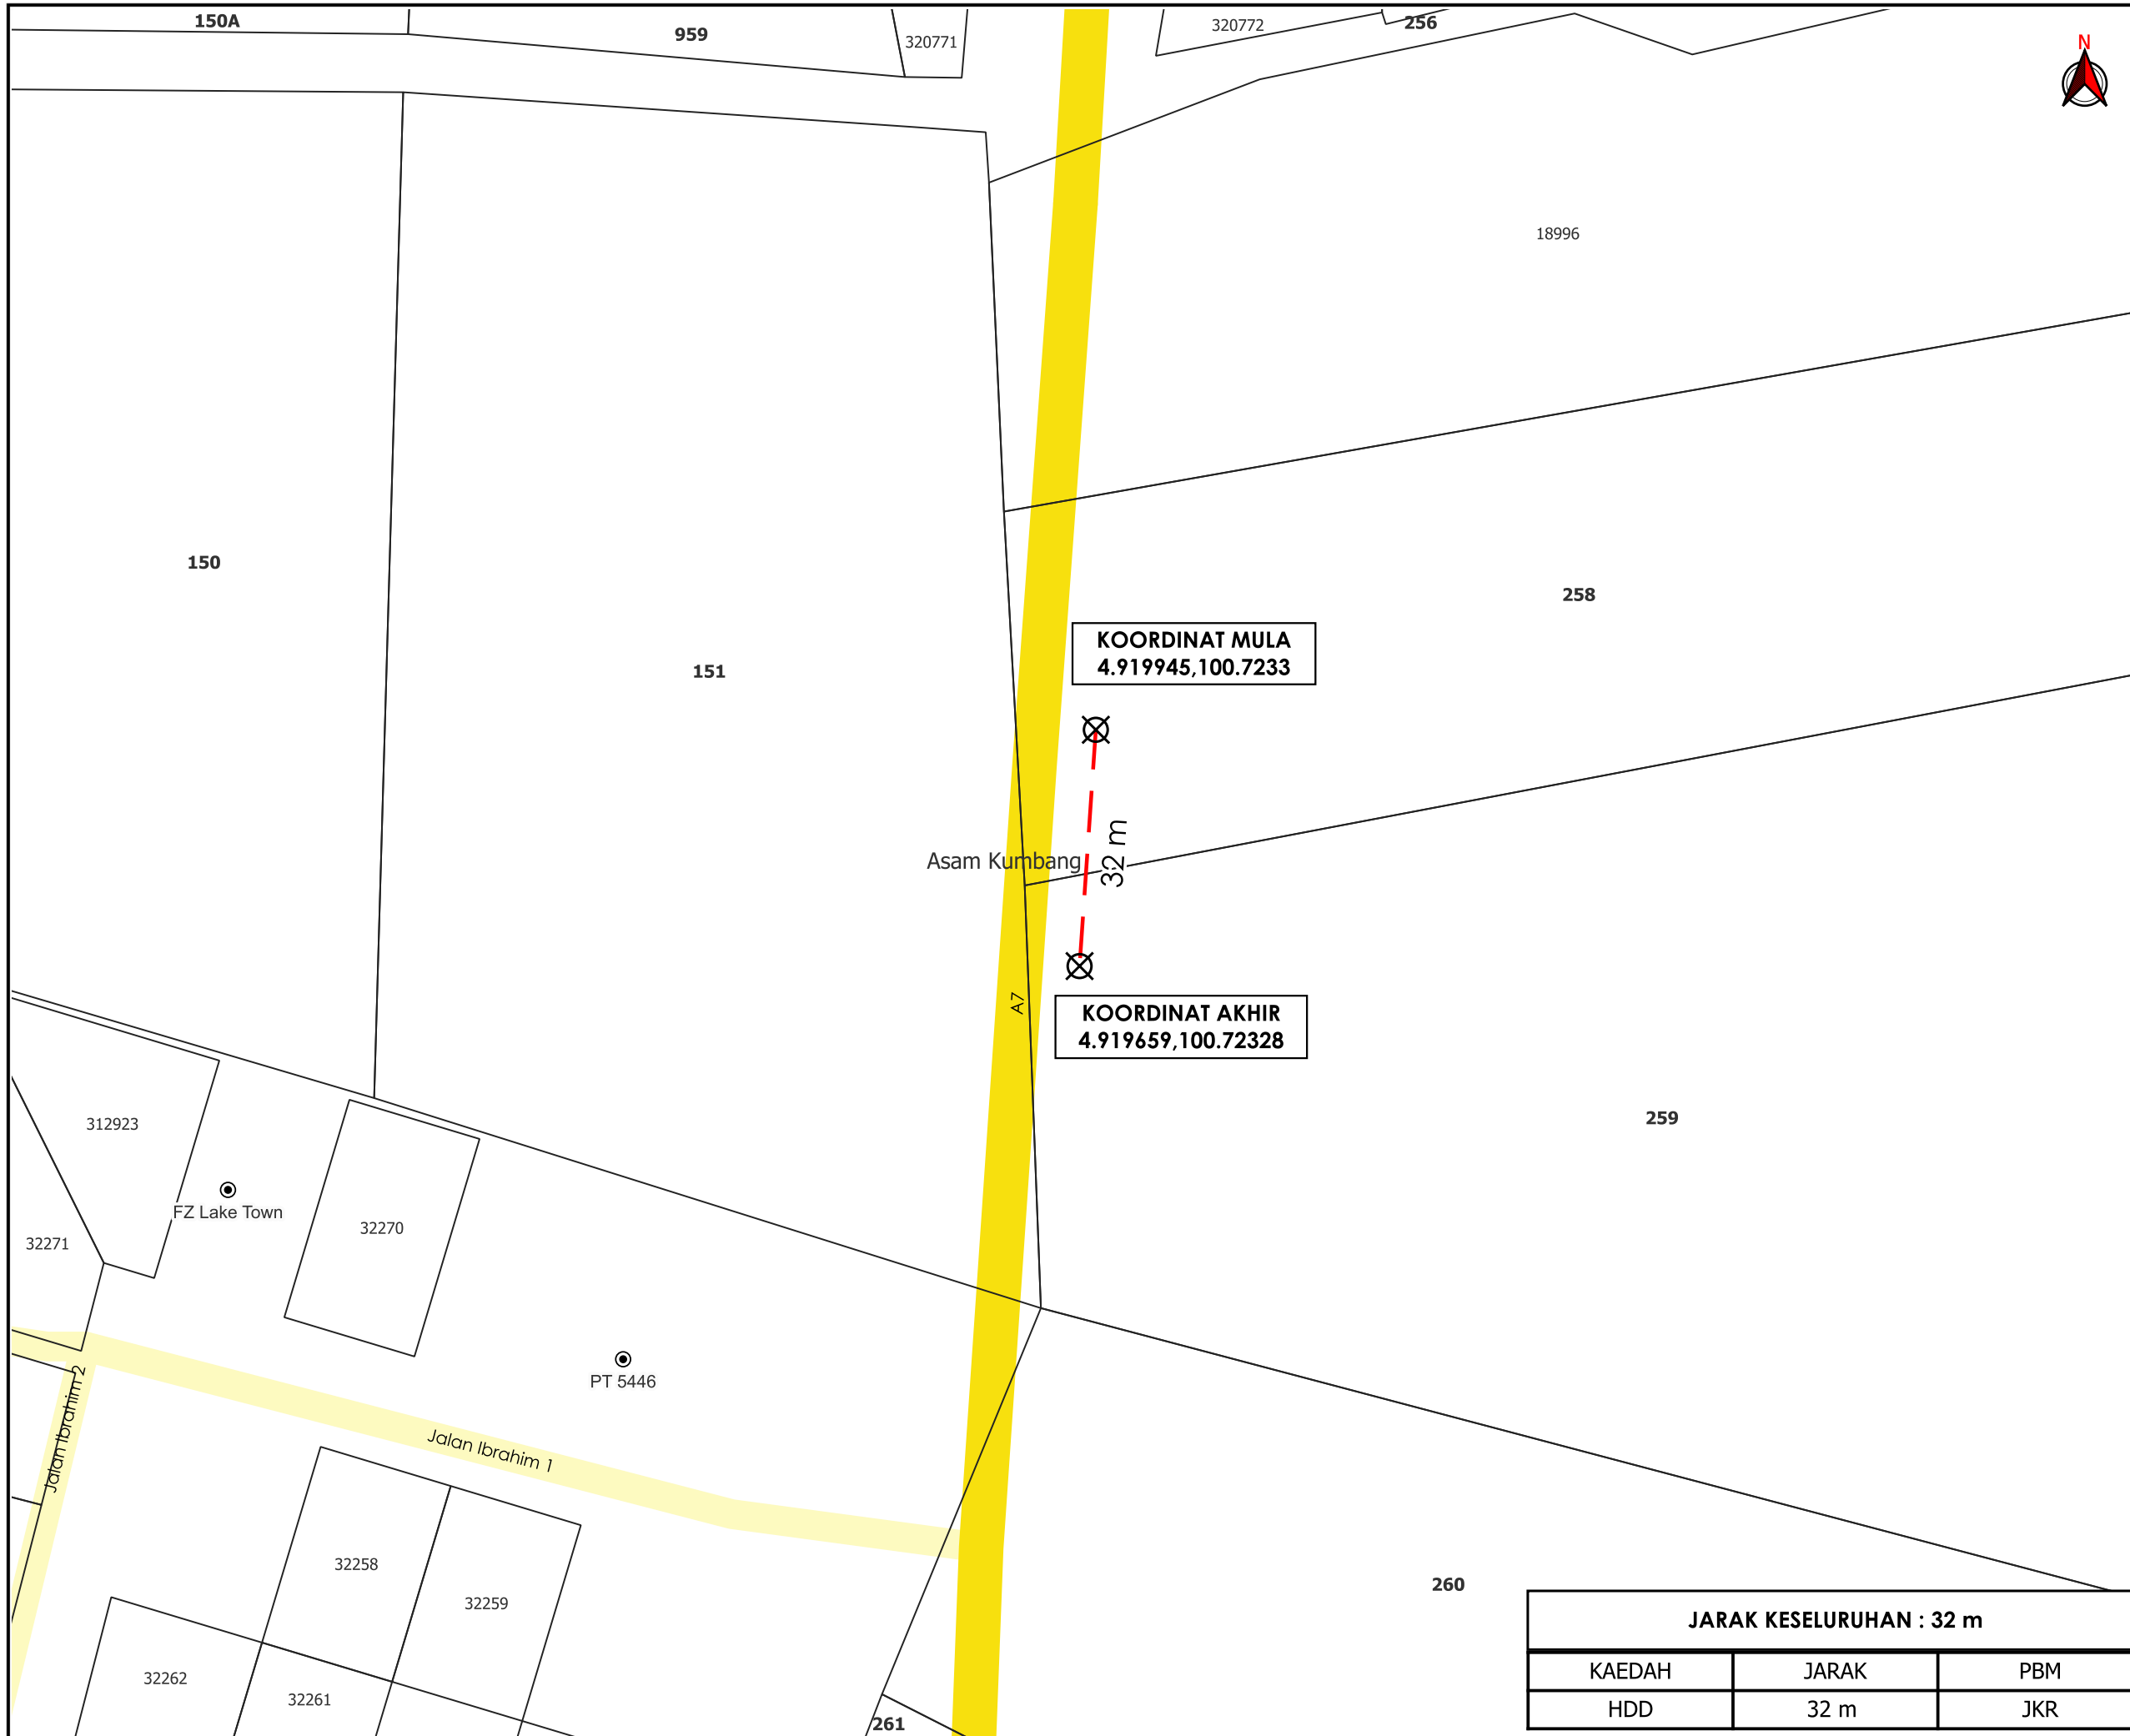 150A
959
320771
320772
256
N
18996
150
258
KOORDINAT MULA
4.919945,100.7233
151
32 m
Asam Kumbang
A7
KOORDINAT AKHIR
4.919659,100.72328
312923
259
FZ Lake Town
32270
32271
PT 5446
Jalan Ibrahim 2
Jalan Ibrahim 1
32258
260
32259
JARAK KESELURUHAN : 32 m
KAEDAH JARAK PBM
32262
32261
HDD 32 m JKR
261